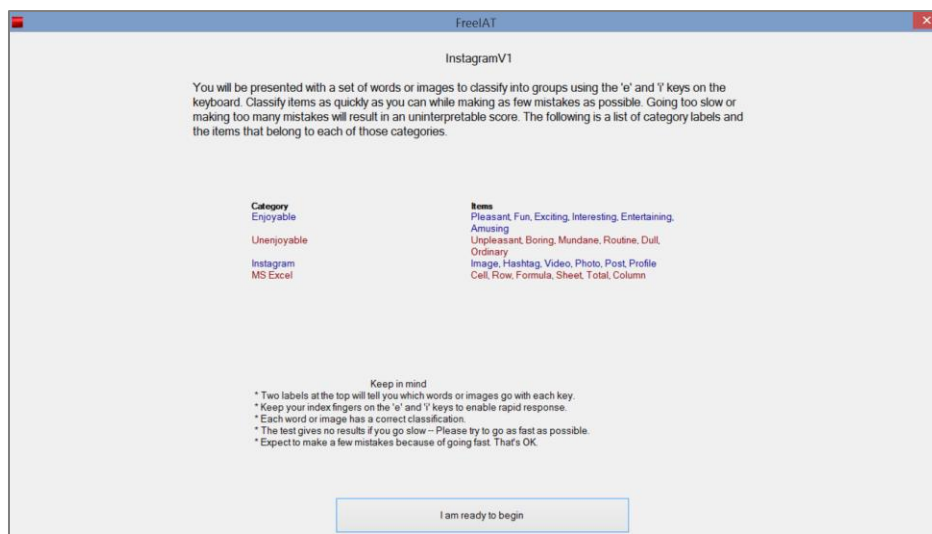 FreeIAT
InstagramV1
You will be presented with a set of words or images to classify into groups using the 'e' and 'i' keys on the
keyboard. Classify items as quickly as you can while making as few mistakes as possible. Going too slow or
making too many mistakes will result in an uninterpretable score. The following is a list of category labels and
the items that belong to each of those categories.
Category Items
Enjoyable Pleasant, Fun, Exciting, Interesting, Entertaining,
Amusing
Unenjoyable Unpleasant, Boring, Mundane, Routine, Dull,
Ordinary
Instagram Image, Hashtag, Video, Photo, Post, Profile
MS Excel Cell, Row, Formula, Sheet, Total, Column
Keep in mind
* Two labels at the top will tell you which words or images go with each key.
* Keep your index fingers on the 'e' and 'i' keys to enable rapid response.
* Each word or image has a correct classification.
* The test gives no results if you go slow -- Please try to go as fast as possible.
* Expect to make a few mistakes because of going fast. That's OK.
I am ready to begin